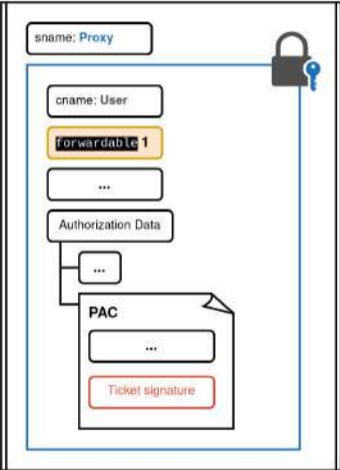 sname: Proxy
cname: User
forwardable 1
...
Authorization Data
...
PAC
...
Ticket signature